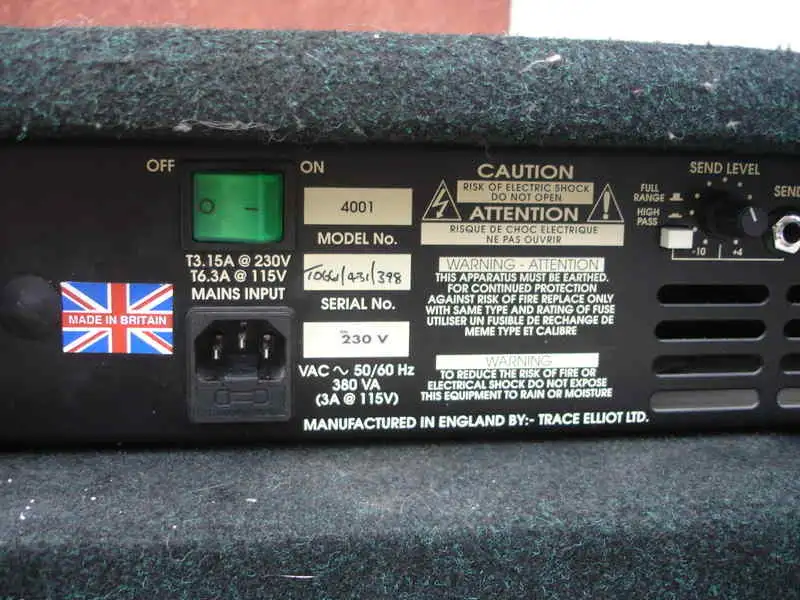 OFF
ON
T3.15A @ 230V
T6.3A @ 115V
MAINS INPUT
MADE IN BRITAIN
4001
MODEL No.
SERIAL No.
230 V
VAC ~ 50/60 Hz
380 VA
(3A @ 115V)
CAUTION
RISK OF ELECTRIC SHOCK
DO NOT OPEN
ATTENTION
RISQUE DE CHOC ELECTRIQUE
NE PAS OUVRIR
WARNING - ATTENTION
THIS APPARATUS MUST BE EARTHED.
FOR CONTINUED PROTECTION
AGAINST RISK OF FIRE REPLACE ONLY
WITH SAME TYPE AND RATING OF FUSE
UTILISER UN FUSIBLE DE RECHANGE DE
MEME TYPE ET CALIBRE
WARNING
TO REDUCE THE RISK OF FIRE OR
ELECTRICAL SHOCK DO NOT EXPOSE
THIS EQUIPMENT TO RAIN OR MOISTURE
MANUFACTURED IN ENGLAND BY:- TRACE ELLIOT LTD.
SEND LEVEL
FULL
RANGE
HIGH
PASS
-10
+4
SEND